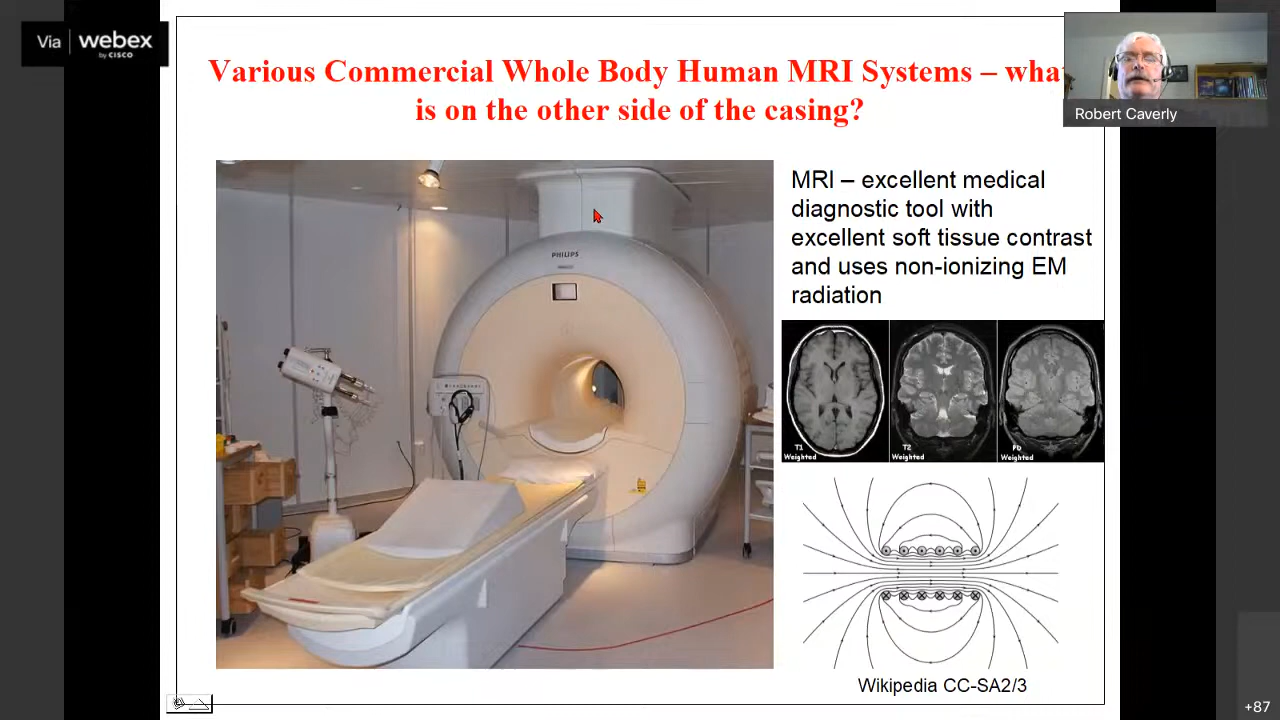 Via webex
by CISCO
Various Commercial Whole Body Human MRI Systems – what
is on the other side of the casing?
Robert Caverly
PHILIPS
MRI – excellent medical
diagnostic tool with
excellent soft tissue contrast
and uses non-ionizing EM
radiation
T1
Weighted
T2
Weighted
Weighted
Wikipedia CC-SA2/3
+87